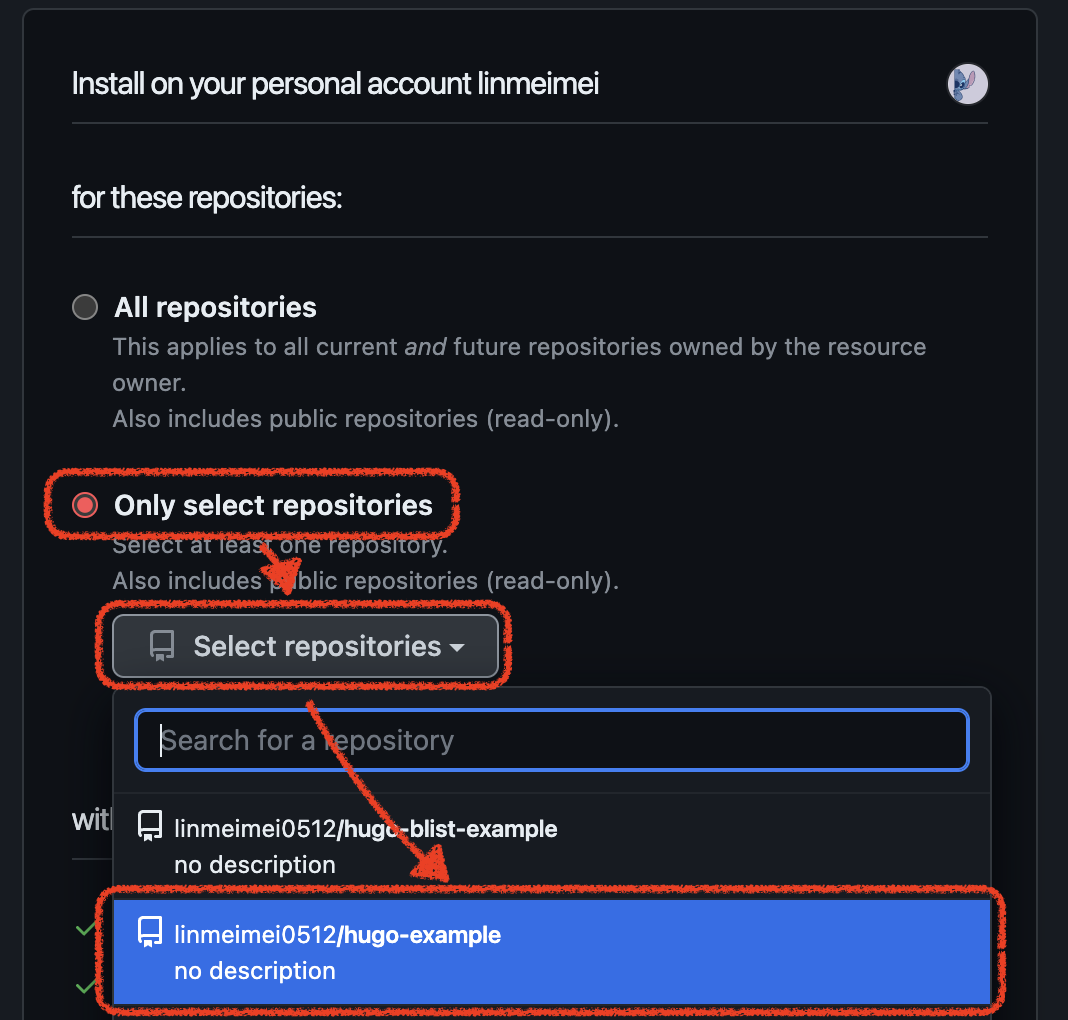 Install on your personal account linmeimei
for these repositories:
All repositories
This applies to all current and future repositories owned by the resource
owner.
Also includes public repositories (read-only).
Only select repositories
Select at least one repository.
Also includes public repositories (read-only).
Select repositories
Search for a repository
linmeimei0512/hugo-blist-example
no description
linmeimei0512/hugo-example
no description